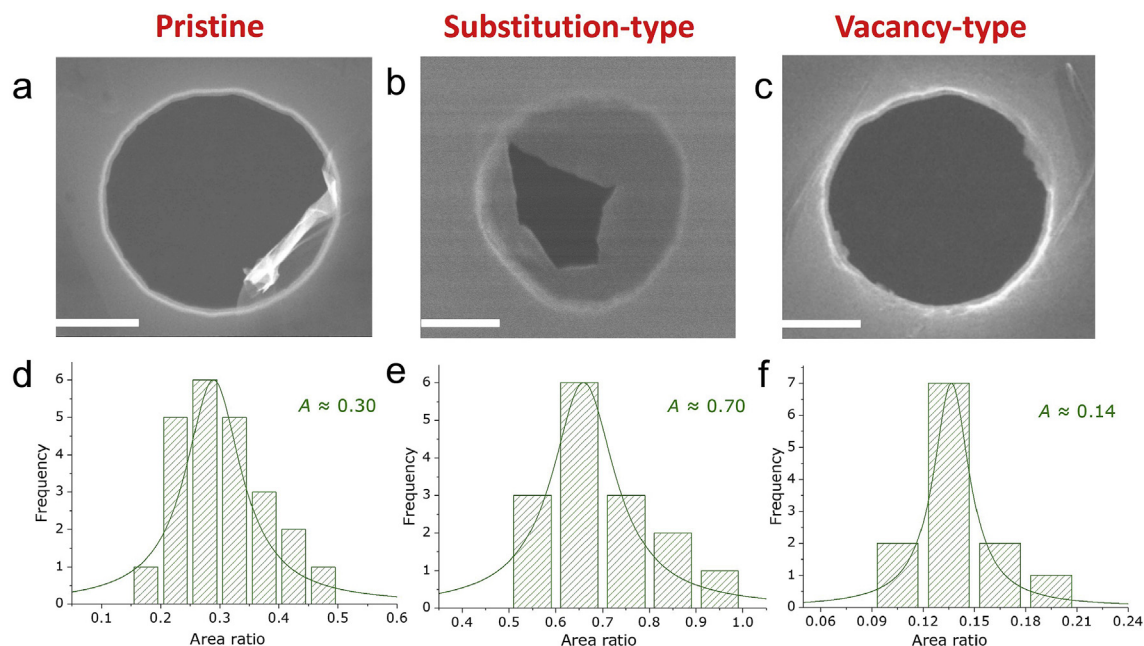 Pristine Substitution-type Vacancy-type
a b c
d e f
A ≈ 0.30
A ≈ 0.70
A ≈ 0.14
Frequency
6
5
4
3
2
1
0
0.1 0.2 0.3 0.4 0.5 0.6
Area ratio
Frequency
6
5
4
3
2
1
0
0.4 0.5 0.6 0.7 0.8 0.9 1.0
Area ratio
Frequency
7
6
5
4
3
2
1
0
0.06 0.09 0.12 0.15 0.18 0.21 0.24
Area ratio